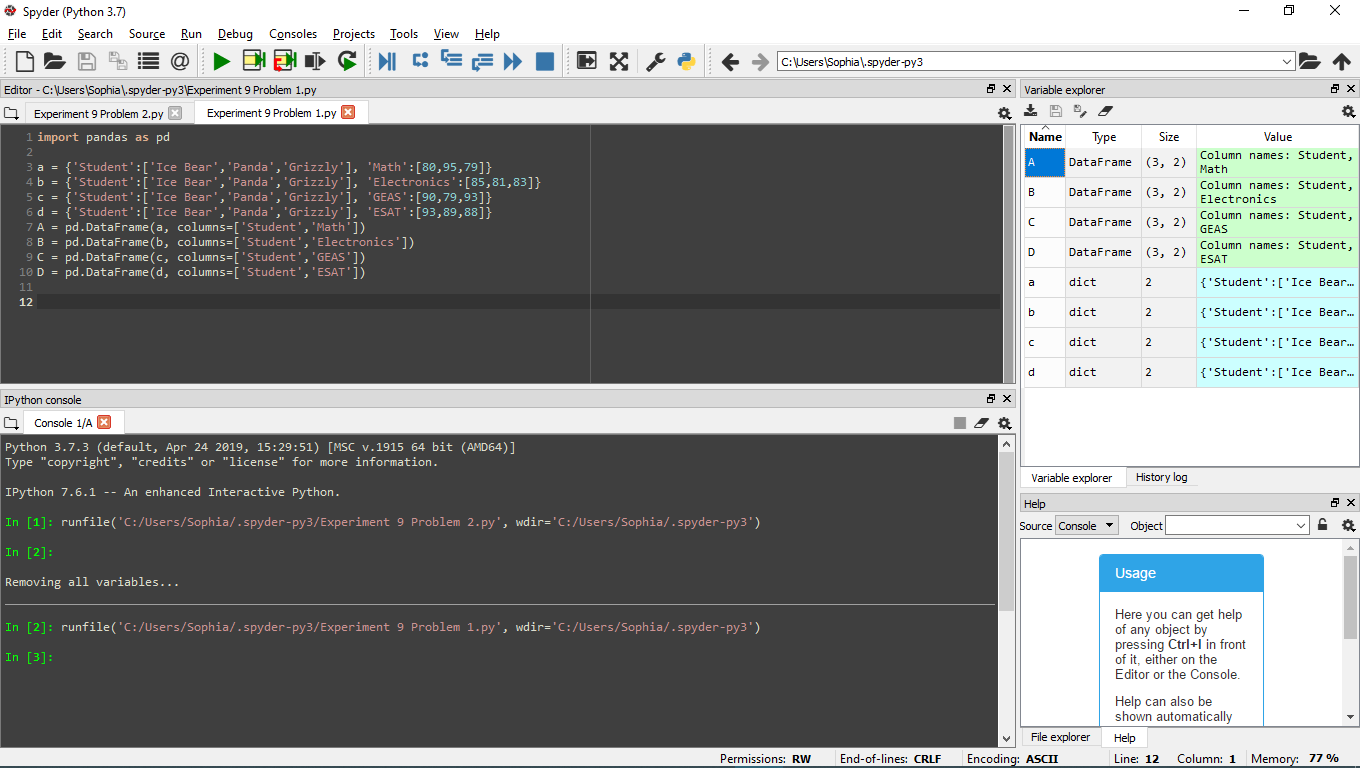 Spyder (Python 3.7)
File Edit Search Source Run Debug Consoles Projects Tools View Help
C:\Users\Sophia\.spyder-py3
Editor - C:\Users\Sophia\.spyder-py3\Experiment 9 Problem 1.py
Experiment 9 Problem 2.py Experiment 9 Problem 1.py
1 import pandas as pd
2
3 a = {'Student':['Ice Bear','Panda','Grizzly'], 'Math':[80,95,79]}
4 b = {'Student':['Ice Bear','Panda','Grizzly'], 'Electronics':[85,81,83]}
5 c = {'Student':['Ice Bear','Panda','Grizzly'], 'GEAS':[90,79,93]}
6 d = {'Student':['Ice Bear','Panda','Grizzly'], 'ESAT':[93,89,88]}
7 A = pd.DataFrame(a, columns=['Student','Math'])
8 B = pd.DataFrame(b, columns=['Student','Electronics'])
9 C = pd.DataFrame(c, columns=['Student','GEAS'])
10 D = pd.DataFrame(d, columns=['Student','ESAT'])
11
12
IPython console
Console 1/A
Python 3.7.3 (default, Apr 24 2019, 15:29:51) [MSC v.1915 64 bit (AMD64)]
Type "copyright", "credits" or "license" for more information.
IPython 7.6.1 -- An enhanced Interactive Python.
In [1]: runfile('C:/Users/Sophia/.spyder-py3/Experiment 9 Problem 2.py', wdir='C:/Users/Sophia/.spyder-py3')
In [2]:
Removing all variables...
In [2]: runfile('C:/Users/Sophia/.spyder-py3/Experiment 9 Problem 1.py', wdir='C:/Users/Sophia/.spyder-py3')
In [3]:
Variable explorer
Name Type Size Value
A DataFrame (3, 2) Column names: Student,
Math
B DataFrame (3, 2) Column names: Student,
Electronics
C DataFrame (3, 2) Column names: Student,
GEAS
D DataFrame (3, 2) Column names: Student,
ESAT
a dict 2 {'Student':['Ice Bear…
b dict 2 {'Student':['Ice Bear…
c dict 2 {'Student':['Ice Bear…
d dict 2 {'Student':['Ice Bear…
Variable explorer History log
Help
Source Console Object
Usage
Here you can get help
of any object by
pressing Ctrl+I in front
of it, either on the
Editor or the Console.
Help can also be
shown automatically
File explorer Help
Permissions: RW End-of-lines: CRLF Encoding: ASCII Line: 12 Column: 1 Memory: 77 %